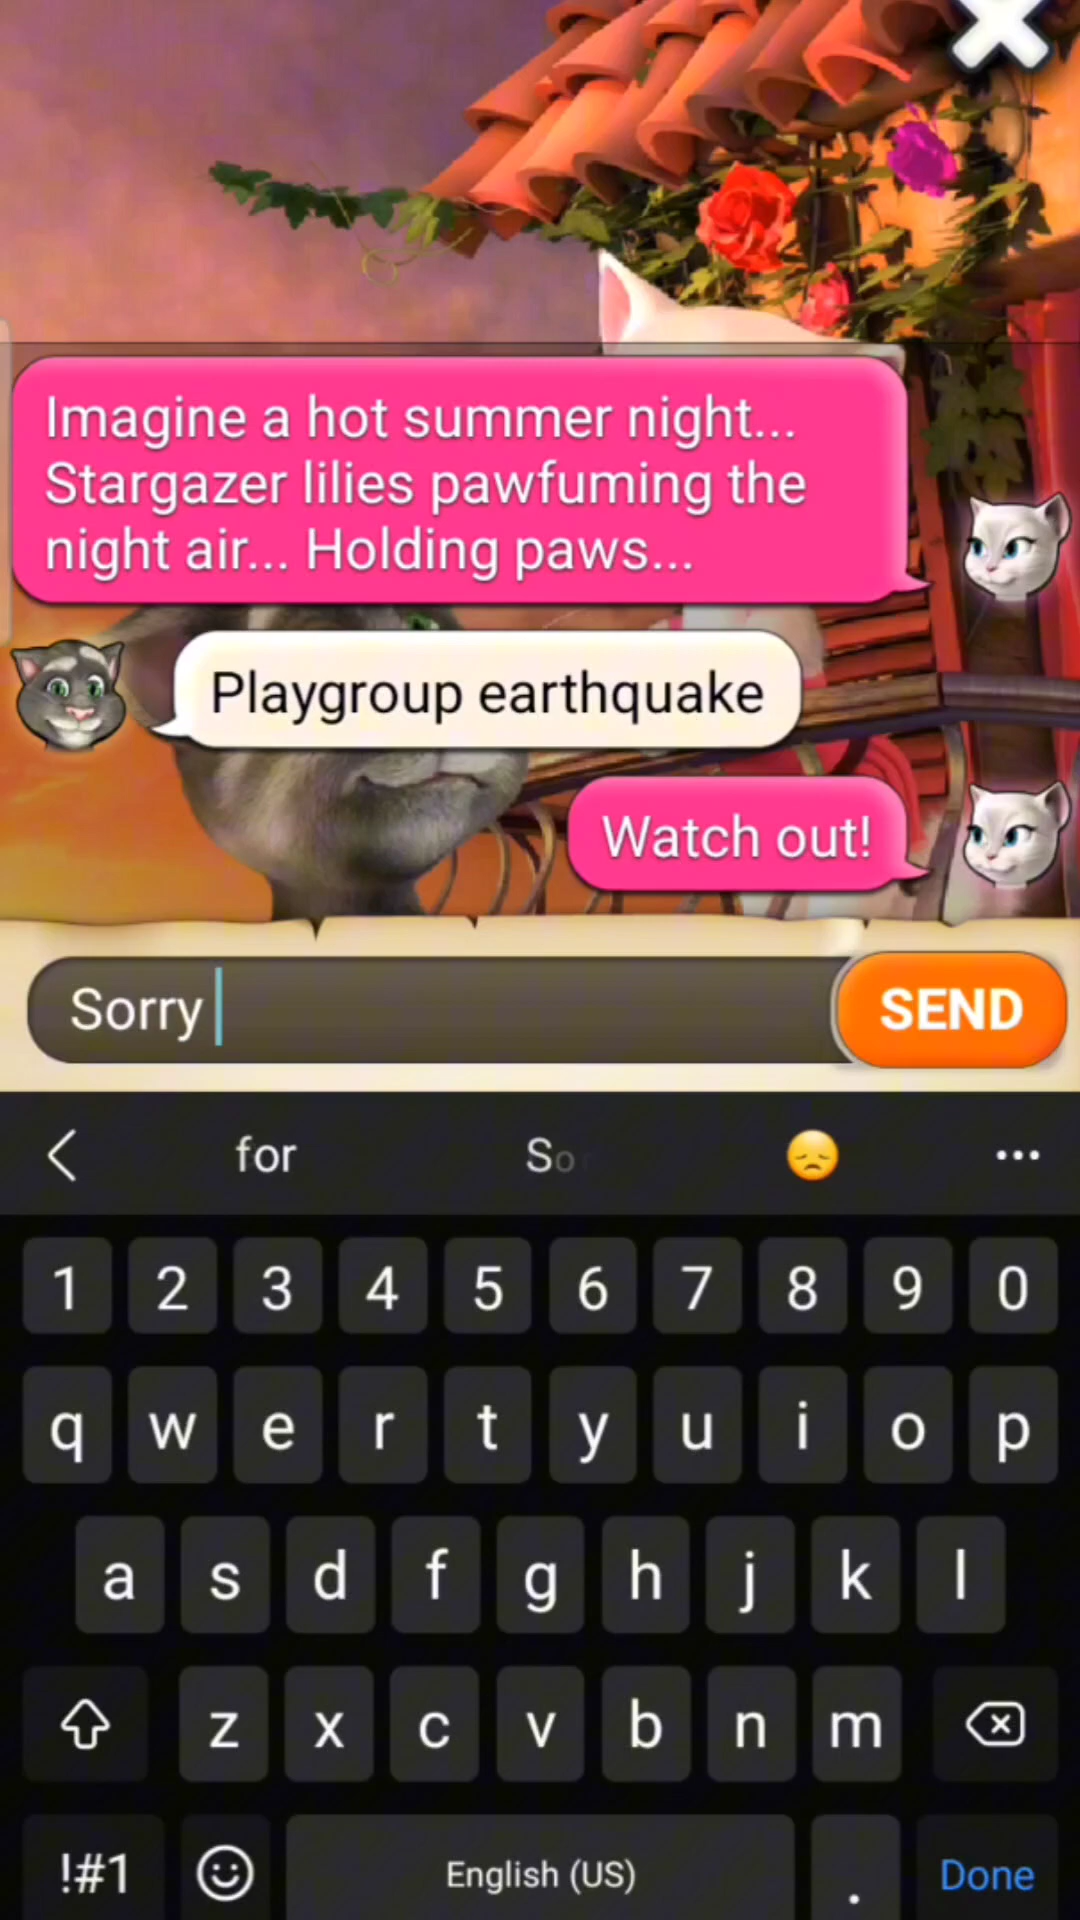 Imagine a hot summer night...
Stargazer lilies pawfuming the
night air... Holding paws...
Playgroup earthquake
Watch out!
Sorry
SEND
for
1 2 3 4 5 6 7 8 9 0
q w e r t y u i o p
a s d f g h j k l
z x c v b n m
!#1 English (US) . Done